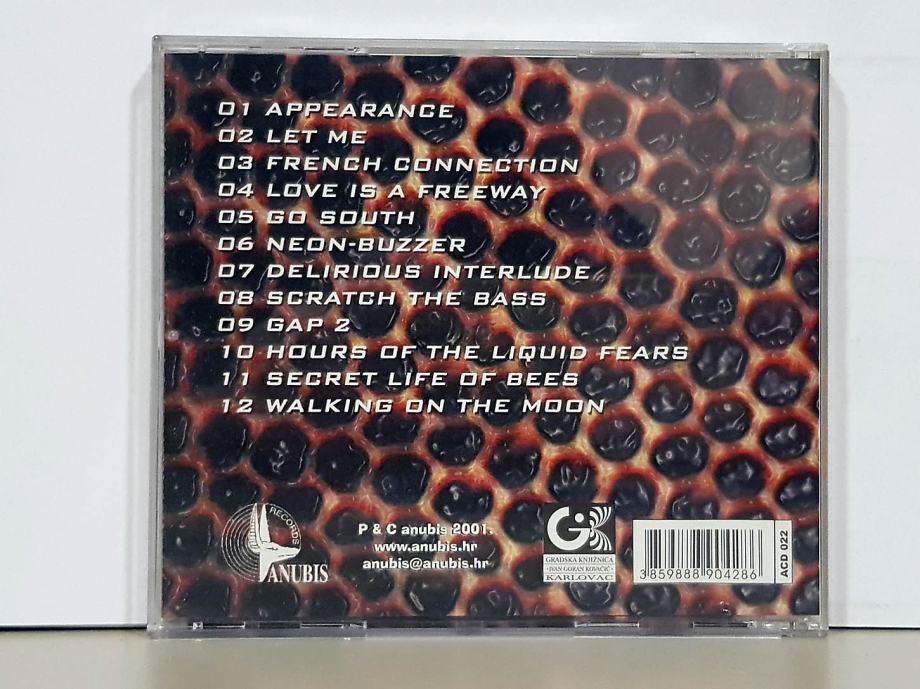 01 APPEARANCE
02 LET ME
03 FRENCH CONNECTION
04 LOVE IS A FREEWAY
05 GO SOUTH
06 NEON-BUZZER
07 DELIRIOUS INTERLUDE
08 SCRATCH THE BASS
09 GAP 2
10 HOURS OF THE LIQUID FEARS
11 SECRET LIFE OF BEES
12 WALKING ON THE MOON
RECORDS
ANUBIS
P & C anubis 2001.
www.anubis.hr
anubis@anubis.hr
GRADSKA KNJIŽNICA
·IVAN GORAN KOVAČIĆ·
KARLOVAC
3 859888 904286
ACD 022